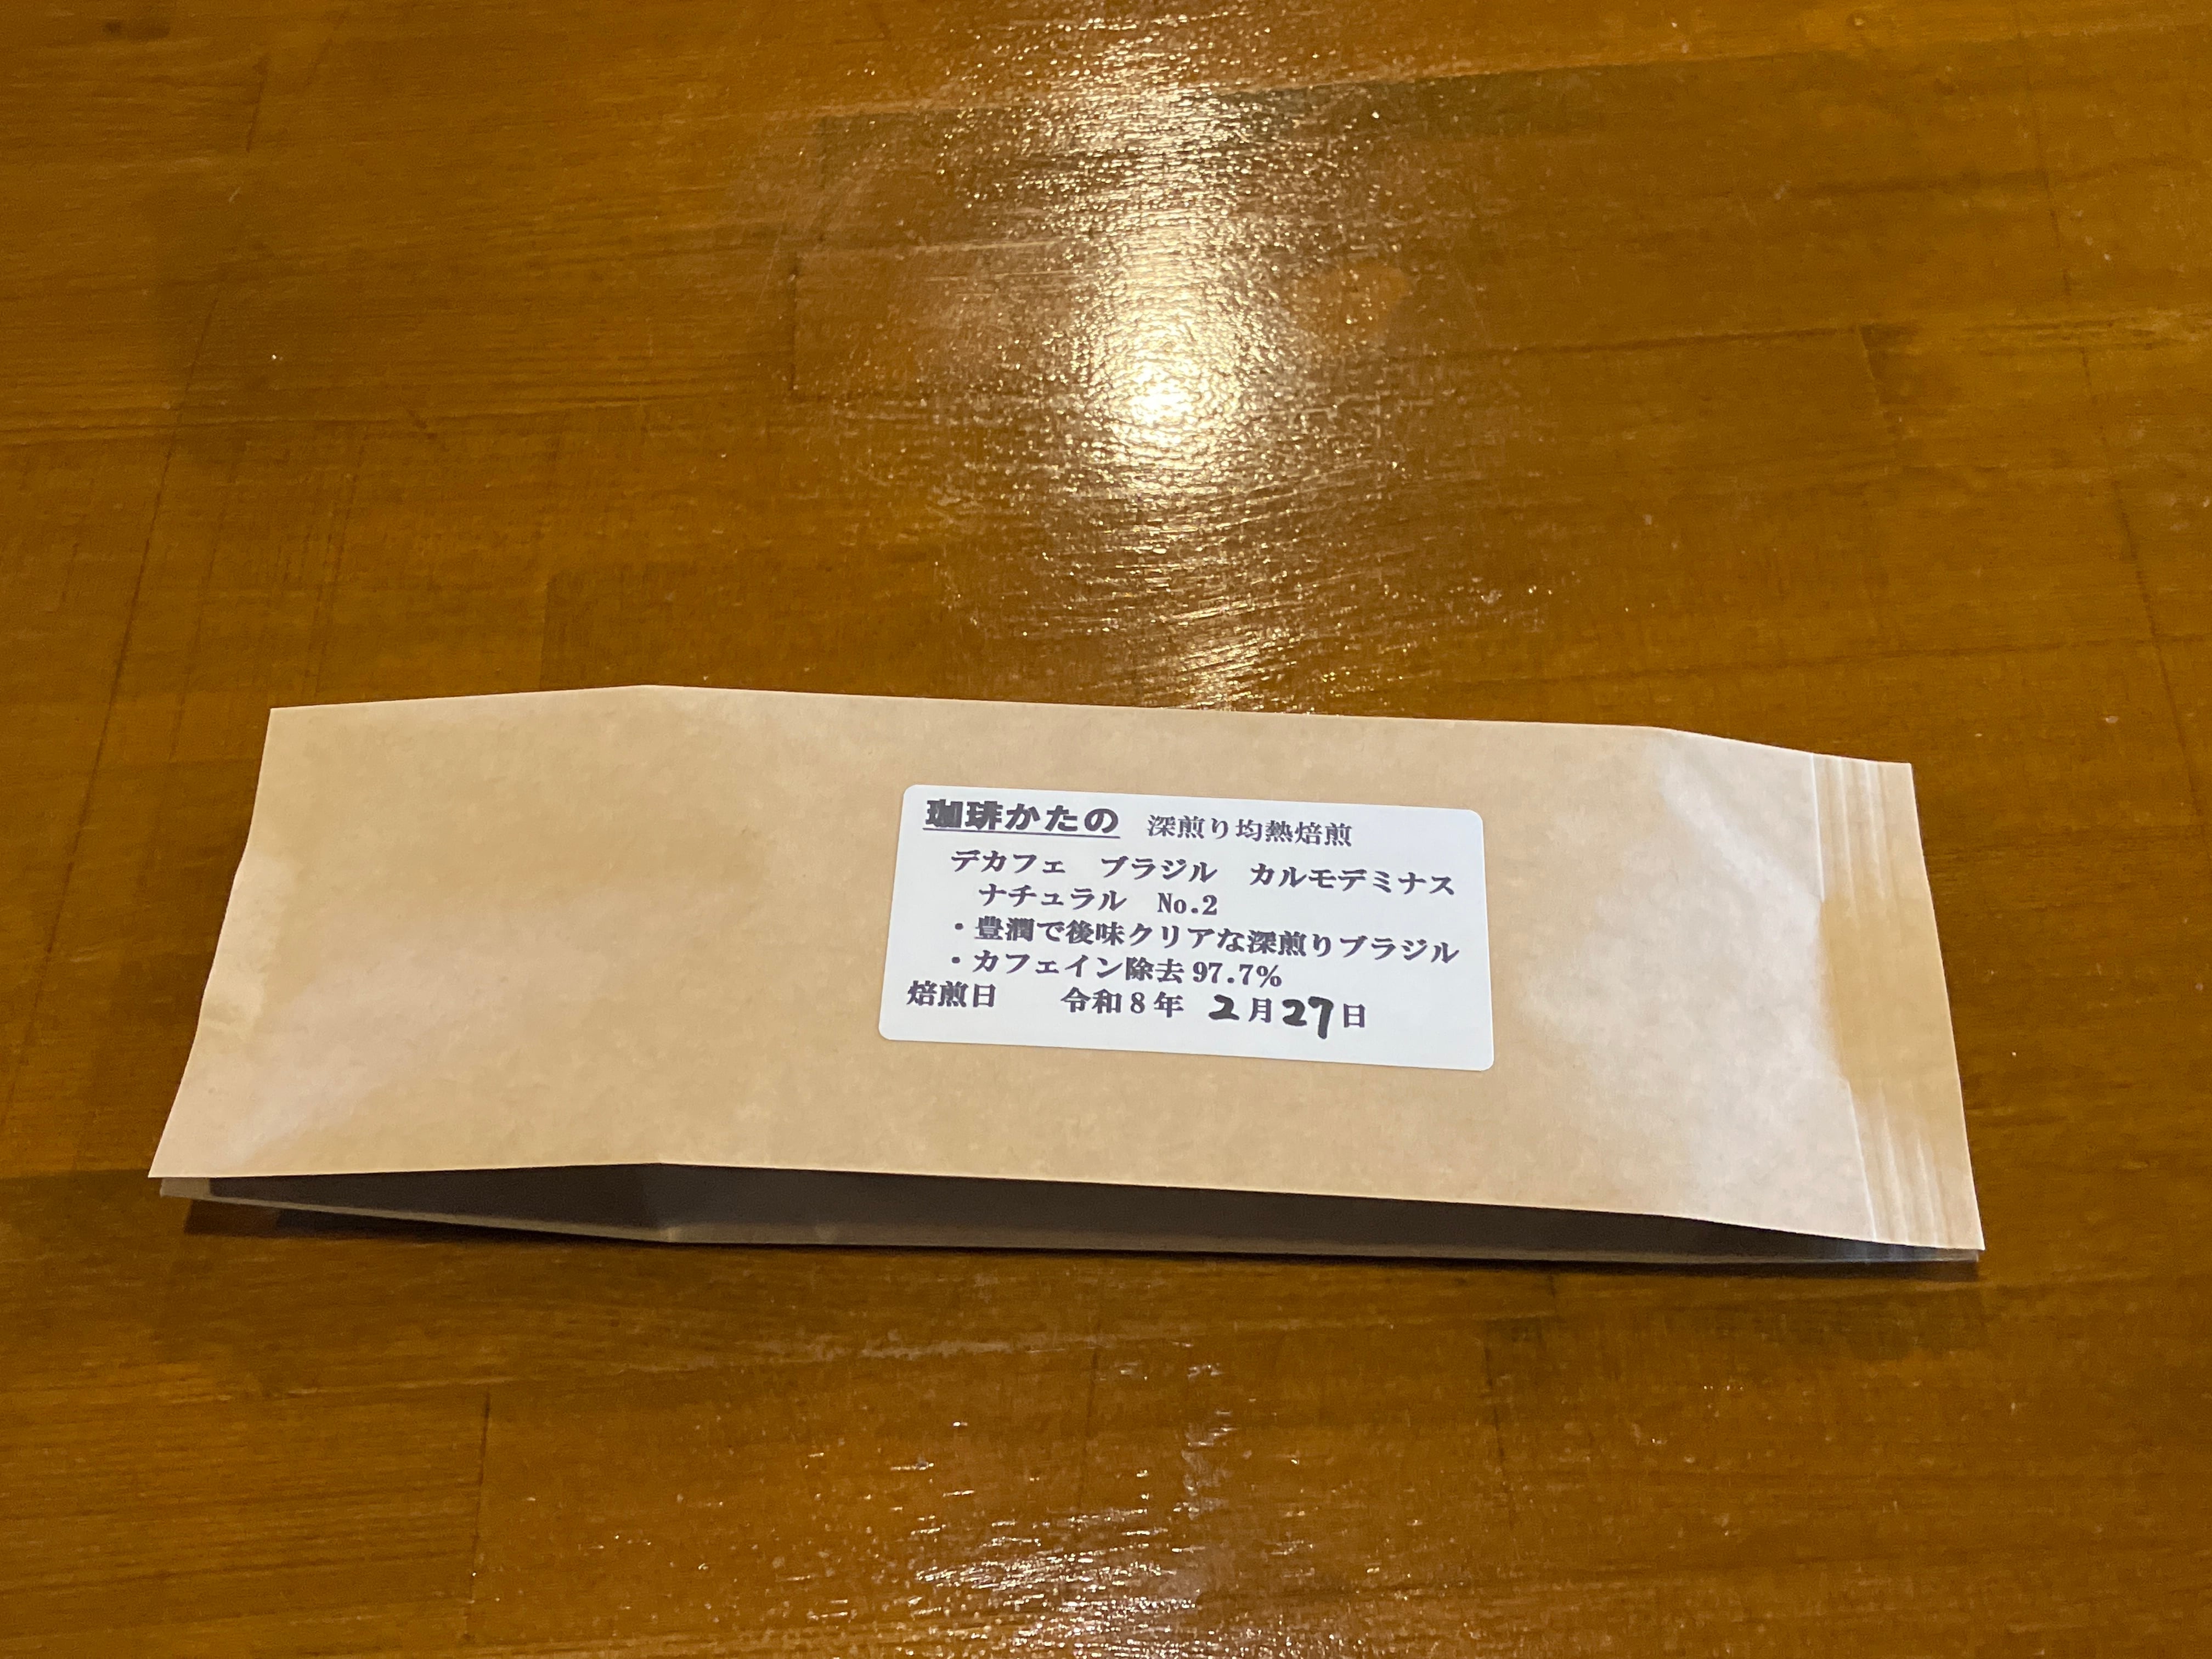 珈琲かたの 深煎り均熱焙煎
デカフェ ブラジル カルモデミナス
ナチュラル No.2
・豊潤で後味クリアな深煎りブラジル
・カフェイン除去97.7%
焙煎日 令和8年 2月27日